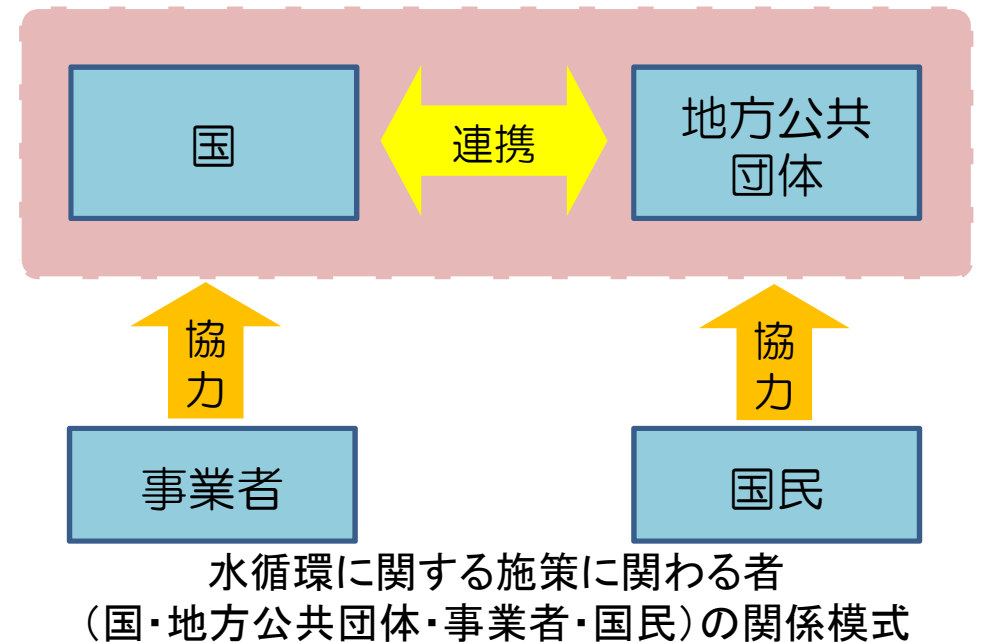 国
連携
地方公共
団体
協
力
協
力
事業者
国民
水循環に関する施策に関わる者
（国・地方公共団体・事業者・国民）の関係模式